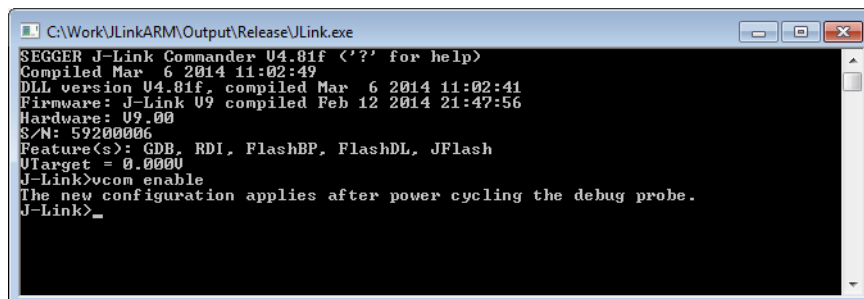 C:\Work\JLinkARM\Output\Release\JLink.exe
SEGGER J-Link Commander V4.81f ('?' for help)
Compiled Mar  6 2014 11:02:49
DLL version V4.81f, compiled Mar  6 2014 11:02:41
Firmware: J-Link V9 compiled Feb 12 2014 21:47:56
Hardware: V9.00
S/N: 59200006
Feature(s): GDB, RDI, FlashBP, FlashDL, JFlash
VTarget = 0.000V
J-Link>vcom enable
The new configuration applies after power cycling the debug probe.
J-Link>_